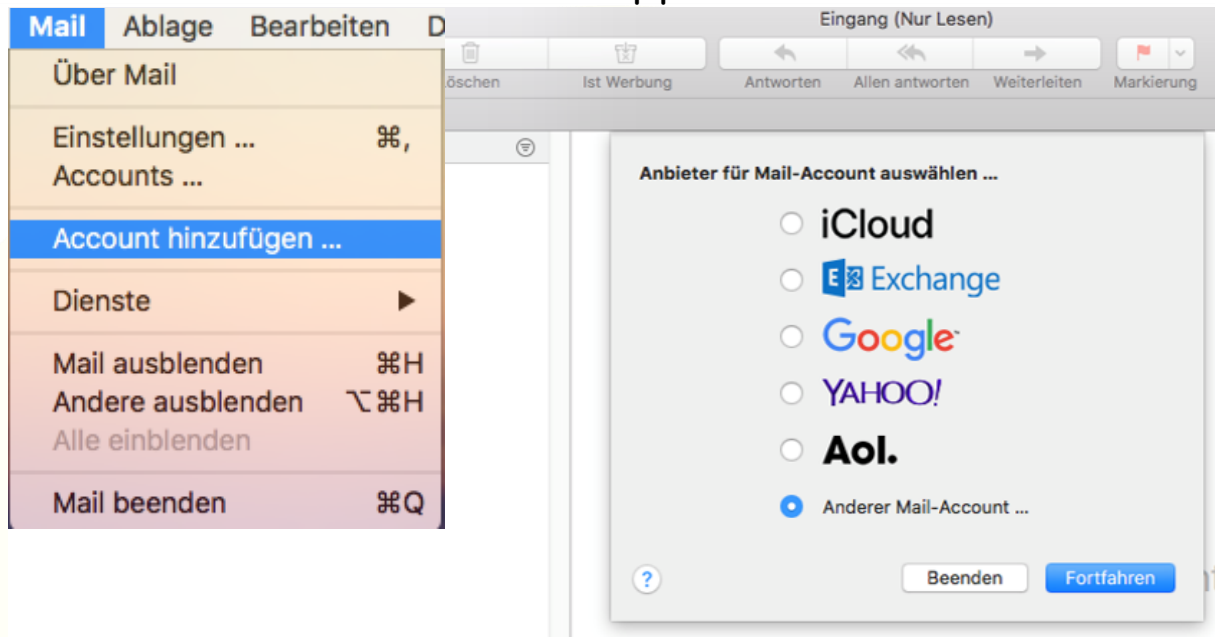 Mail Ablage Bearbeiten D
Über Mail
Einstellungen ... ⌘,
Accounts ...
Account hinzufügen ...
Dienste ▶
Mail ausblenden ⌘H
Andere ausblenden ⌥⌘H
Alle einblenden
Mail beenden ⌘Q
Eingang (Nur Lesen)
öschen Ist Werbung Antworten Allen antworten Weiterleiten Markierung
Anbieter für Mail-Account auswählen ...
iCloud
E Exchange
Google
YAHOO!
Aol.
Anderer Mail-Account ...
? Beenden Fortfahren